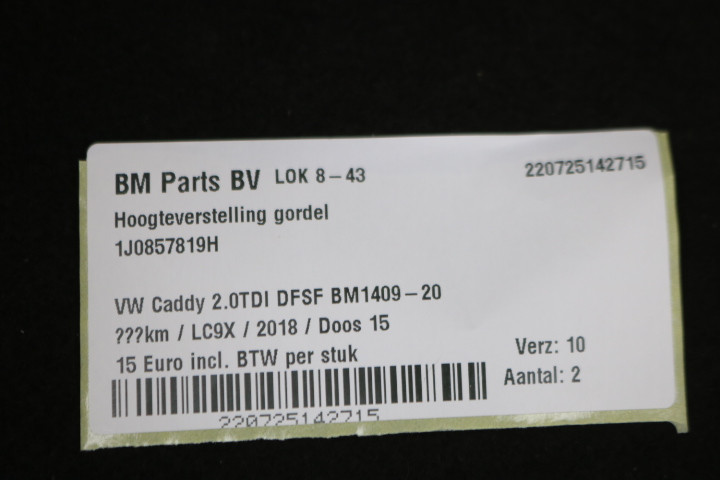 BM Parts BV LOK 8-43 220725142715
Hoogteverstelling gordel
1J0857819H
VW Caddy 2.0TDI DFSF BM1409-20
???km / LC9X / 2018 / Doos 15
15 Euro incl. BTW per stuk Verz: 10
Aantal: 2
220725142715